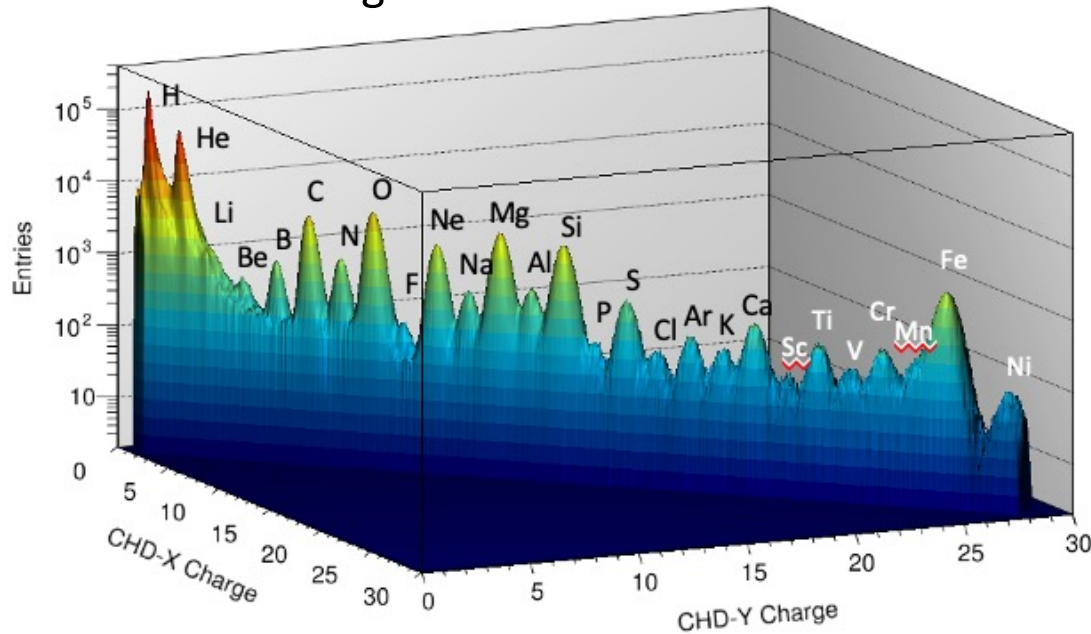 H
He
Li
Be
B
C
N
O
F
Ne
Na
Mg
Al
Si
P
S
Cl
Ar
K
Ca
Sc
Ti
V
Cr
Mn
Fe
Ni
Entries
10⁵
10⁴
10³
10²
10
0
5
10
15
20
25
30
CHD-X Charge
0
5
10
15
20
25
30
CHD-Y Charge